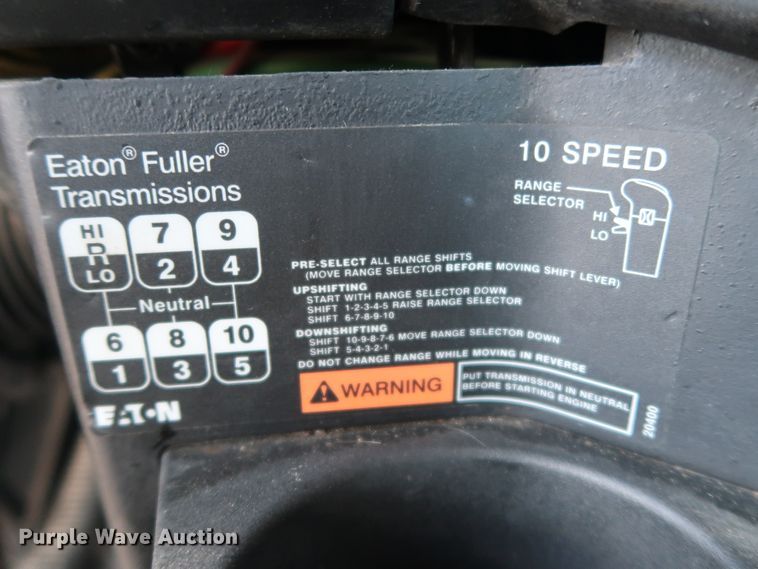 Eaton® Fuller®
Transmissions
10 SPEED
RANGE
SELECTOR
HI
LO
HI
R
LO
7
2
9
4
Neutral
6
1
8
3
10
5
PRE-SELECT ALL RANGE SHIFTS
(MOVE RANGE SELECTOR BEFORE MOVING SHIFT LEVER)
UPSHIFTING
START WITH RANGE SELECTOR DOWN
SHIFT 1-2-3-4-5 RAISE RANGE SELECTOR
SHIFT 6-7-8-9-10
DOWNSHIFTING
SHIFT 10-9-8-7-6 MOVE RANGE SELECTOR DOWN
SHIFT 5-4-3-2-1
DO NOT CHANGE RANGE WHILE MOVING IN REVERSE
WARNING
PUT TRANSMISSION IN NEUTRAL
BEFORE STARTING ENGINE
20400
EATON
Purple Wave Auction